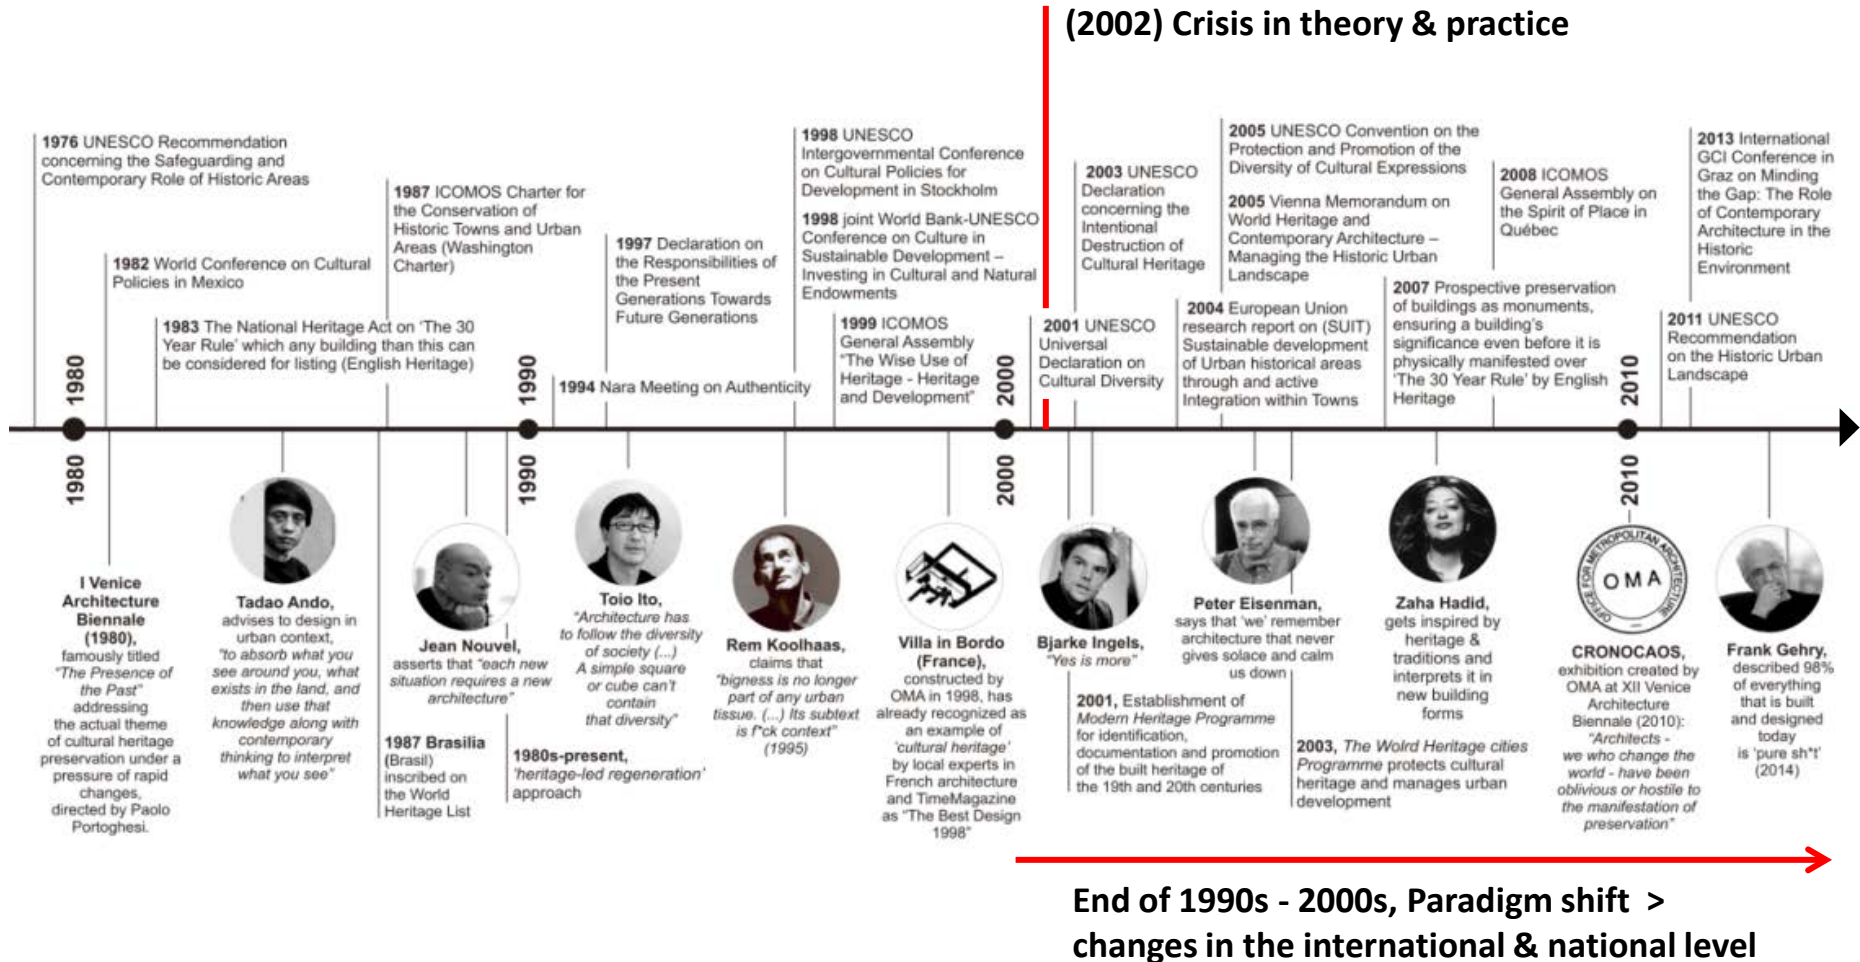 (2002) Crisis in theory & practice
1976 UNESCO Recommendation
concerning the Safeguarding and
Contemporary Role of Historic Areas
1982 World Conference on Cultural
Policies in Mexico
1983 The National Heritage Act on ‘The 30
Year Rule’ which any building than this can
be considered for listing (English Heritage)
1987 ICOMOS Charter for
the Conservation of
Historic Towns and Urban
Areas (Washington
Charter)
1994 Nara Meeting on Authenticity
1997 Declaration on
the Responsibilities of
the Present
Generations Towards
Future Generations
1998 UNESCO
Intergovernmental Conference
on Cultural Policies for
Development in Stockholm
1998 joint World Bank-UNESCO
Conference on Culture in
Sustainable Development –
Investing in Cultural and Natural
Endowments
1999 ICOMOS
General Assembly
“The Wise Use of
Heritage - Heritage
and Development”
2001 UNESCO
Universal
Declaration on
Cultural Diversity
2003 UNESCO
Declaration
concerning the
Intentional
Destruction of
Cultural Heritage
2004 European Union
research report on (SUIT)
Sustainable development
of Urban historical areas
through and active
Integration within Towns
2005 UNESCO Convention on the
Protection and Promotion of the
Diversity of Cultural Expressions
2005 Vienna Memorandum on
World Heritage and
Contemporary Architecture –
Managing the Historic Urban
Landscape
2007 Prospective preservation
of buildings as monuments,
ensuring a building’s
significance even before it is
physically manifested over
‘The 30 Year Rule’ by English
Heritage
2008 ICOMOS
General Assembly on
the Spirit of Place in
Québec
2011 UNESCO
Recommendation
on the Historic Urban
Landscape
2013 International
GCI Conference in
Graz on Minding
the Gap: The Role
of Contemporary
Architecture in the
Historic
Environment
1980
1990
2000
2010
1980
1990
2000
2010
I Venice
Architecture
Biennale
(1980),
famously titled
“The Presence of
the Past”
addressing
the actual theme
of cultural heritage
preservation under a
pressure of rapid
changes,
directed by Paolo
Portoghesi.
Tadao Ando,
advises to design in
urban context,
“to absorb what you
see around you, what
exists in the land, and
then use that
knowledge along with
contemporary
thinking to interpret
what you see”
Jean Nouvel,
asserts that “each new
situation requires a new
architecture”
1987 Brasilia
(Brasil)
inscribed on
the World
Heritage List
1980s-present,
‘heritage-led regeneration’
approach
Toio Ito,
“Architecture has
to follow the diversity
of society (...)
A simple square
or cube can’t
contain
that diversity”
Rem Koolhaas,
claims that
“bigness is no longer
part of any urban
tissue. (...) Its subtext
is f*ck context”
(1995)
Villa in Bordo
(France),
constructed by
OMA in 1998, has
already recognized as
an example of
‘cultural heritage’
by local experts in
French architecture
and TimeMagazine
as “The Best Design
1998”
Bjarke Ingels,
“Yes is more”
2001, Establishment of
Modern Heritage Programme
for identification,
documentation and promotion
of the built heritage of
the 19th and 20th centuries
Peter Eisenman,
says that ‘we’ remember
architecture that never
gives solace and calm
us down
2003, The Wolrd Heritage cities
Programme protects cultural
heritage and manages urban
development
Zaha Hadid,
gets inspired by
heritage &
traditions and
interprets it in
new building
forms
OFFICE FOR METROPOLITAN ARCHITECTURE
OMA
CRONOCAOS,
exhibition created by
OMA at XII Venice
Architecture
Biennale (2010):
“Architects -
we who change the
world - have been
oblivious or hostile to
the manifestation of
preservation”
Frank Gehry,
described 98%
of everything
that is built
and designed
today
is ‘pure sh*t’
(2014)
End of 1990s - 2000s, Paradigm shift >
changes in the international & national level